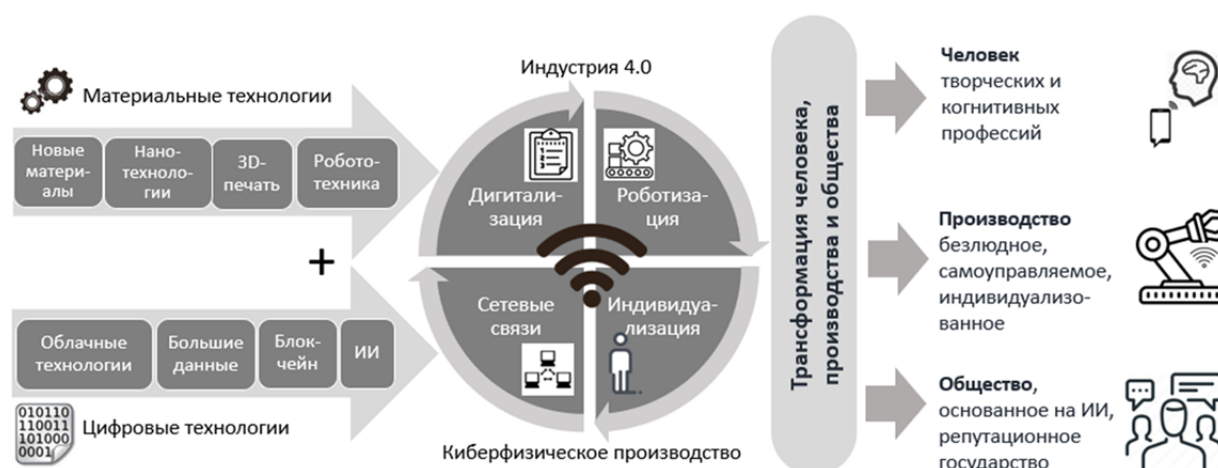 Материальные технологии
Новые
матери-
алы
Нано-
техноло-
гии
3D-
печать
Робото-
техника
+
Облачные
технологии
Большие
данные
Блок-
чейн
ИИ
010110
110011
101000
0001
Цифровые технологии
Индустрия 4.0
Дигитали-
зация
Роботиза-
ция
Сетевые
связи
Индивидуа-
лизация
Киберфизическое производство
Трансформация человека,
производства и общества
Человек
творческих и
когнитивных
профессий
Производство
безлюдное,
самоуправляемое,
индивидуализо-
ванное
Общество,
основанное на ИИ,
репутационное
государство